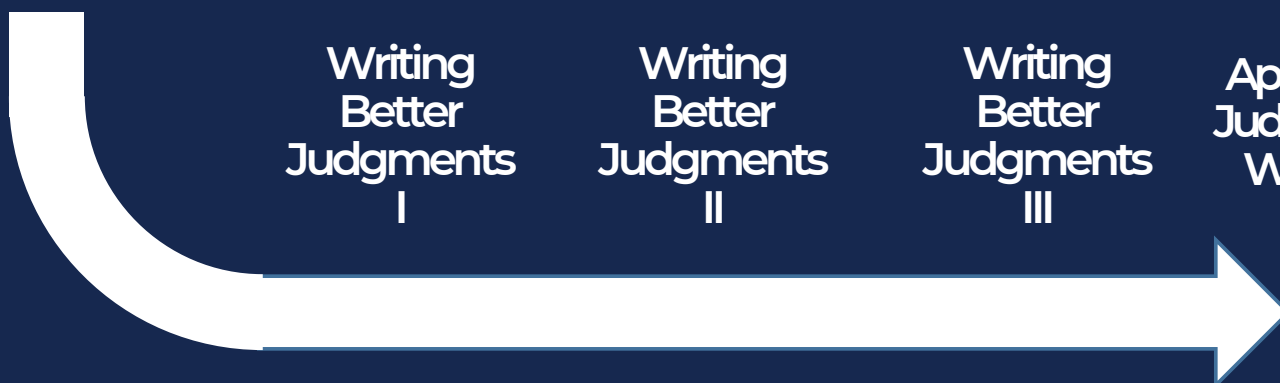 Writing
Better
Judgments
I
Writing
Better
Judgments
II
Writing
Better
Judgments
III